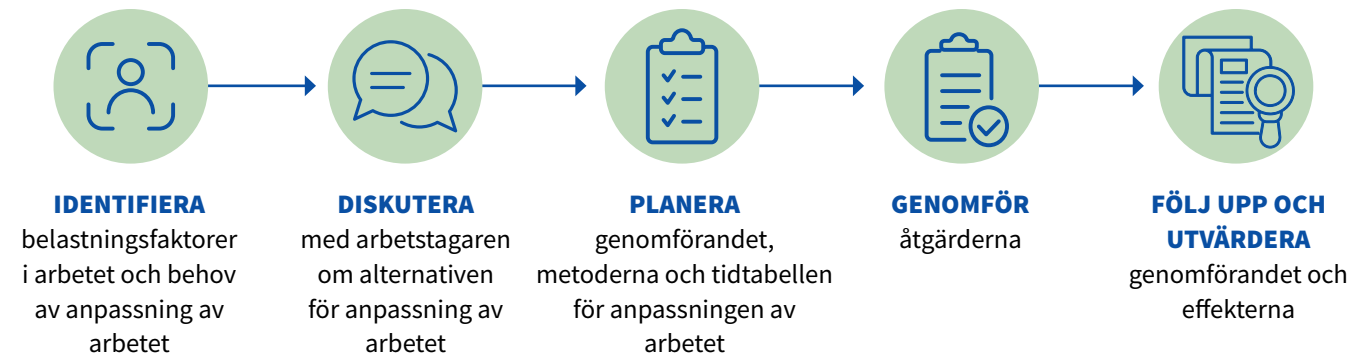 IDENTIFIERA
belastningsfaktorer
i arbetet och behov
av anpassning av
arbetet
DISKUTERA
med arbetstagaren
om alternativen
för anpassning av
arbetet
PLANERA
genomförandet,
metoderna och tidtabellen
för anpassningen av
arbetet
GENOMFÖR
åtgärderna
FÖLJ UPP OCH
UTVÄRDERA
genomförandet och
effekterna